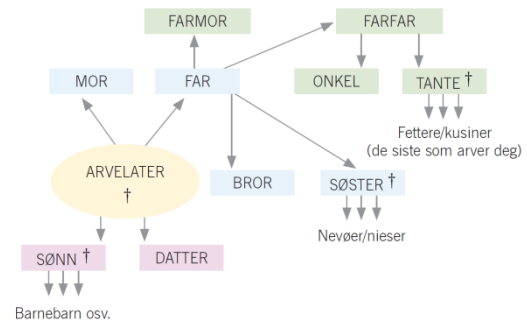 FARMOR
FARFAR
MOR
FAR
ONKEL
TANTE †
Fettere/kusiner
(de siste som arver deg)
ARVELATER
†
BROR
SØSTER †
Nevøer/nieser
SØNN †
DATTER
Barnebarn osv.